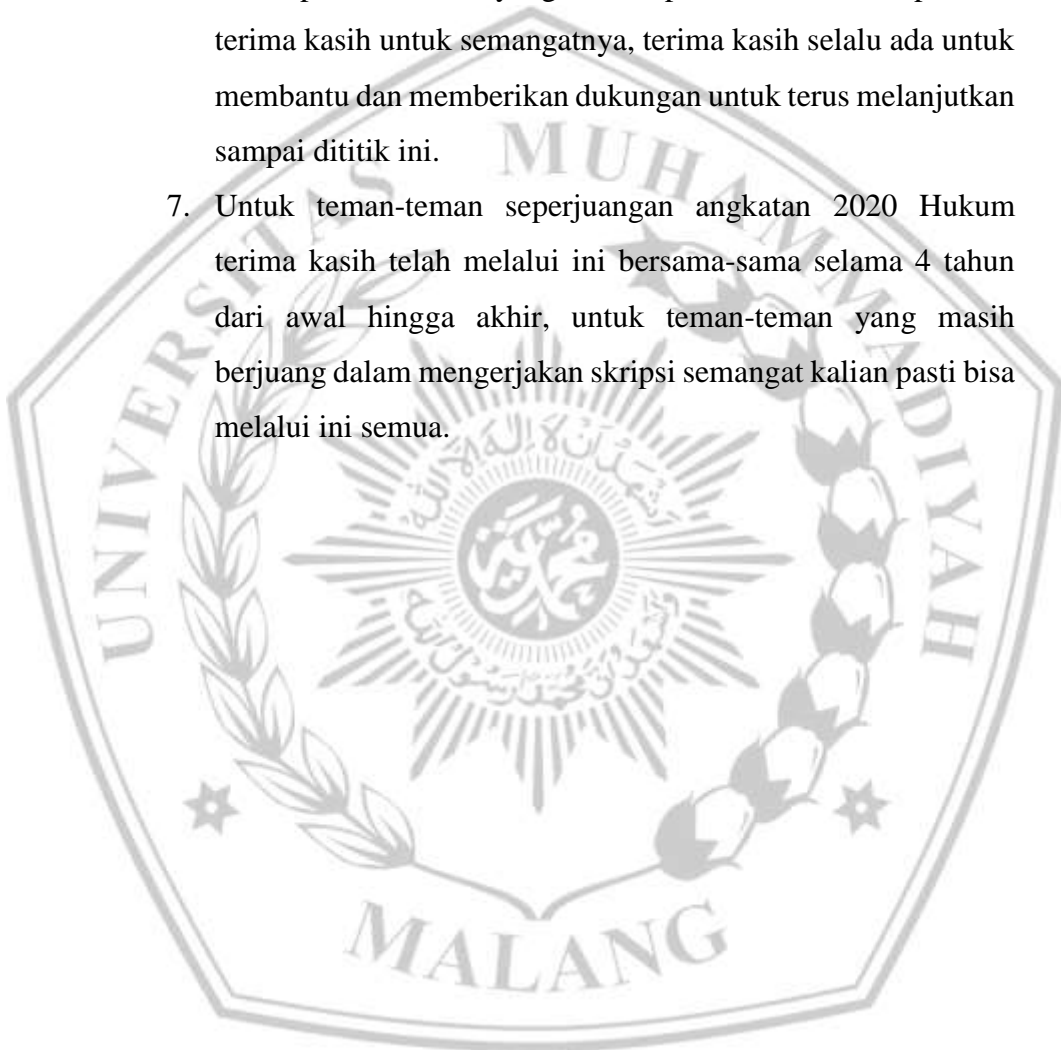 terima kasih untuk semangatnya, terima kasih selalu ada untuk
membantu dan memberikan dukungan untuk terus melanjutkan
sampai dititik ini.
7. Untuk teman-teman seperjuangan angkatan 2020 Hukum
terima kasih telah melalui ini bersama-sama selama 4 tahun
dari awal hingga akhir, untuk teman-teman yang masih
berjuang dalam mengerjakan skripsi semangat kalian pasti bisa
melalui ini semua.
UNIVERSITAS MUHAMMADIYAH
MALANG